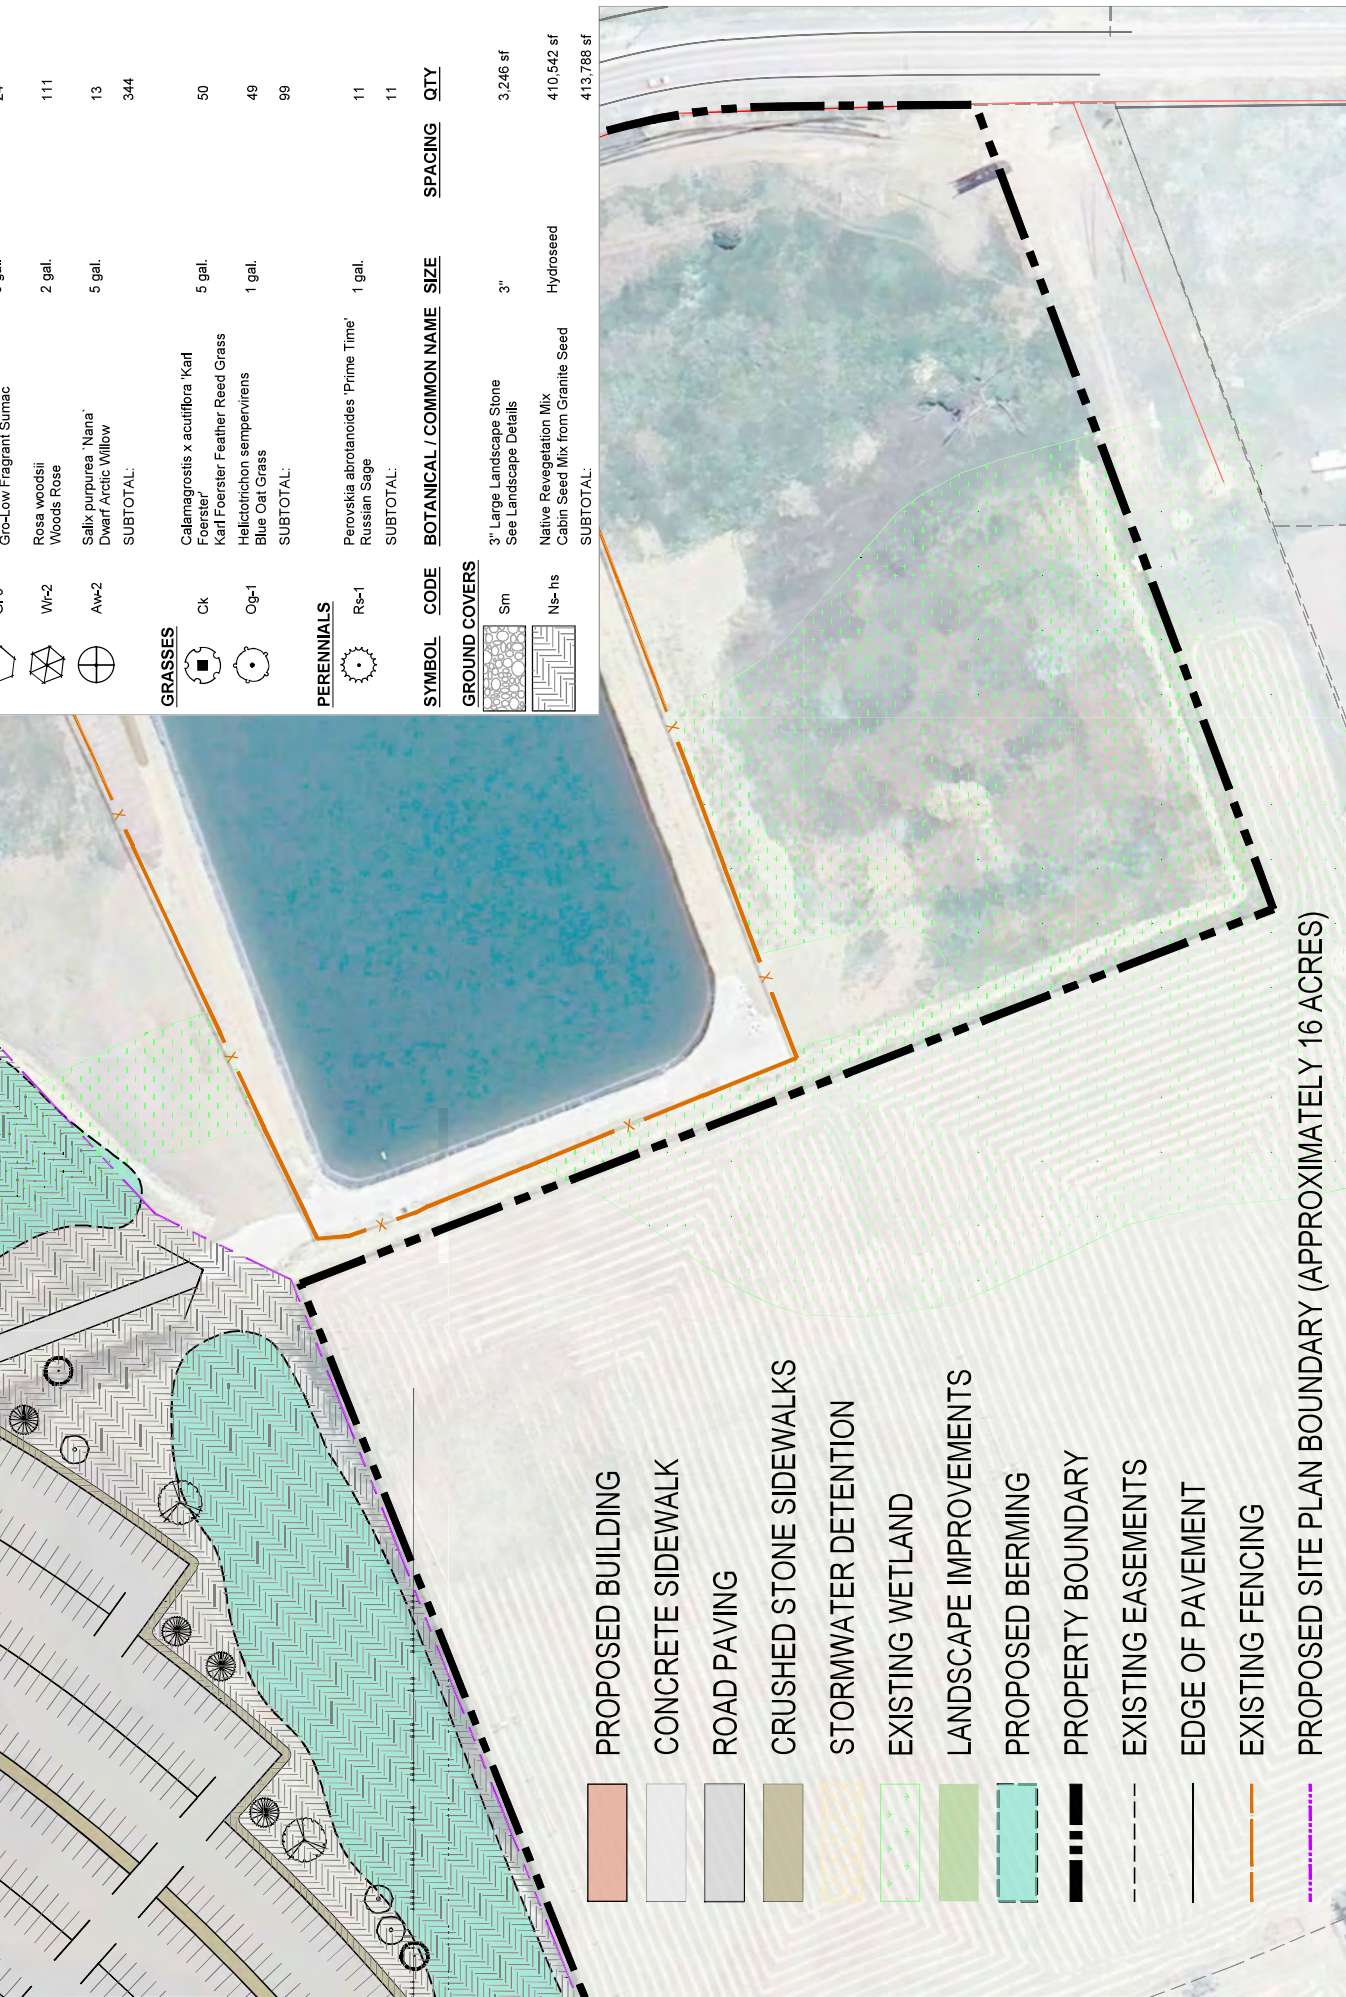 Gro-Low Fragrant Sumac
Wr-2 Rosa woodsii 2 gal. 111
Woods Rose
Aw-2 Salix purpurea `Nana` 5 gal. 13
Dwarf Arctic Willow
SUBTOTAL: 344
GRASSES
Ck Calamagrostis x acutiflora 'Karl 5 gal. 50
Foerster'
Karl Foerster Feather Reed Grass
Og-1 Helictotrichon sempervirens 1 gal. 49
Blue Oat Grass
SUBTOTAL: 99
PERENNIALS
Rs-1 Perovskia abrotanoides 'Prime Time' 1 gal. 11
Russian Sage
SUBTOTAL: 11
SYMBOL CODE BOTANICAL / COMMON NAME SIZE SPACING QTY
GROUND COVERS
Sm 3" Large Landscape Stone 3" 3,246 sf
See Landscape Details
Ns- hs Native Revegetation Mix Hydroseed 410,542 sf
Cabin Seed Mix from Granite Seed
SUBTOTAL: 413,788 sf
PROPOSED BUILDING
CONCRETE SIDEWALK
ROAD PAVING
CRUSHED STONE SIDEWALKS
STORMWATER DETENTION
EXISTING WETLAND
LANDSCAPE IMPROVEMENTS
PROPOSED BERMING
PROPERTY BOUNDARY
EXISTING EASEMENTS
EDGE OF PAVEMENT
EXISTING FENCING
PROPOSED SITE PLAN BOUNDARY (APPROXIMATELY 16 ACRES)